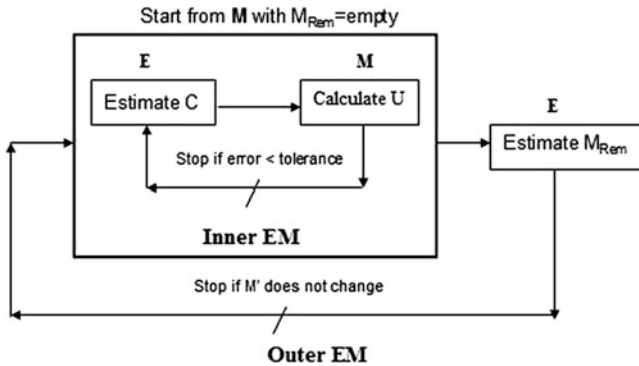 Start from M with M_Rem=empty
E
M
Estimate C
Calculate U
E
Estimate M_Rem
Stop if error < tolerance
Inner EM
Stop if M' does not change
Outer EM